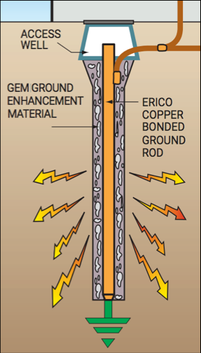 ACCESS
WELL
GEM GROUND
ENHANCEMENT
MATERIAL
ERICO
COPPER
BONDED
GROUND
ROD